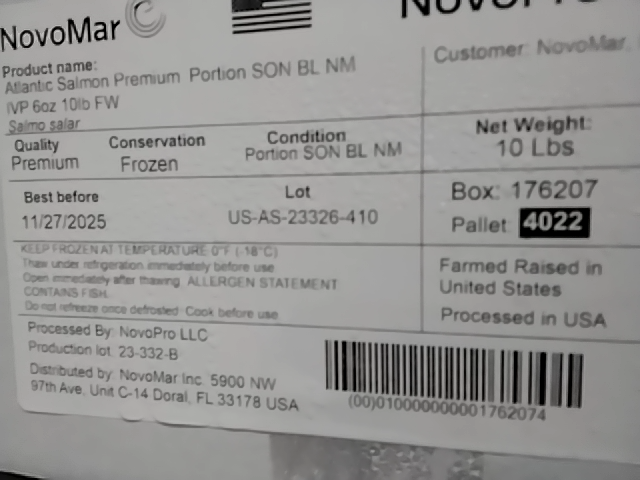 NovoMar
Customer: NovoMar
Product name:
Atlantic Salmon Premium Portion SON BL NM
IVP 6oz 10lb FW
Salmo salar
Quality
Premium
Conservation
Frozen
Condition
Portion SON BL NM
Net Weight:
10 Lbs
Best before
11/27/2025
Lot
US-AS-23326-410
Box: 176207
Pallet 4022
KEEP FROZEN AT TEMPERATURE 0°F (-18°C)
Thaw under refrigeration immediately before use
Open immediately after thawing. ALLERGEN STATEMENT
CONTAINS FISH.
Do not refreeze once defrosted. Cook before use
Farmed Raised in
United States
Processed in USA
Processed By: NovoPro LLC
Production lot: 23-332-B
Distributed by: NovoMar Inc. 5900 NW
97th Ave, Unit C-14 Doral, FL 33178 USA
(00)010000000001762074